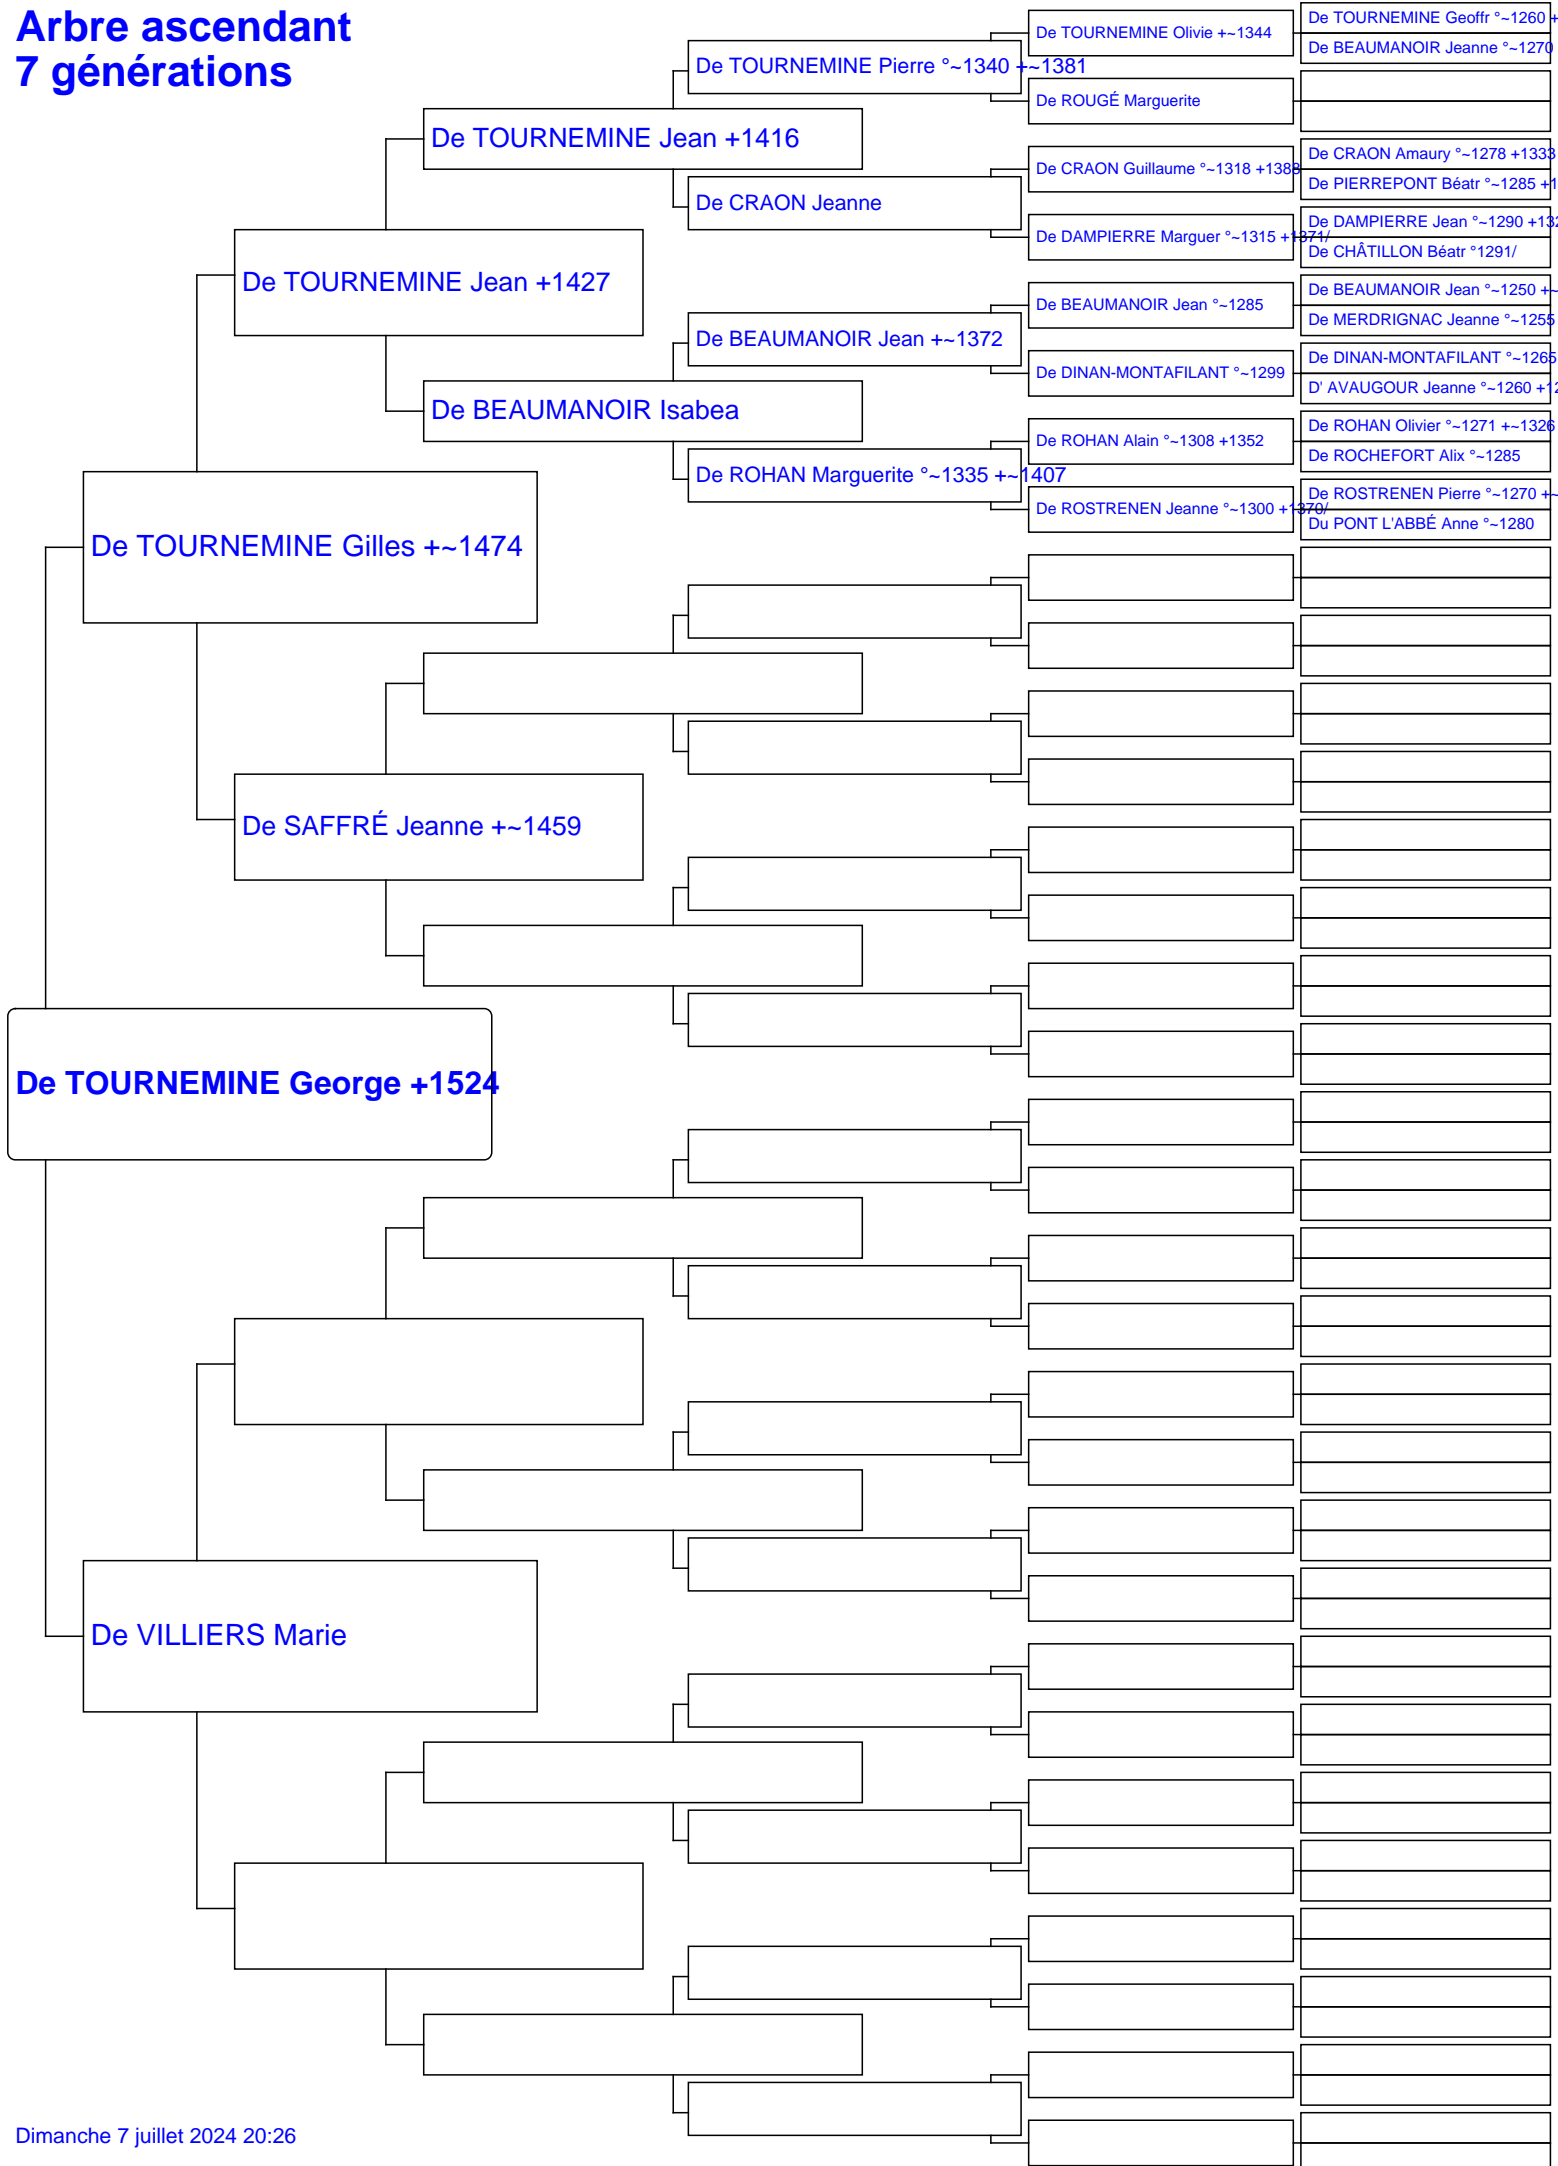 Arbre ascendant
7 générations
De TOURNEMINE Olivie +~1344
De TOURNEMINE Geoffr °~1260 +
De BEAUMANOIR Jeanne °~1270
De TOURNEMINE Pierre °~1340 +~1381
De ROUGÉ Marguerite
De TOURNEMINE Jean +1416
De CRAON Guillaume °~1318 +1388
De CRAON Amaury °~1278 +1333
De PIERREPONT Béatr °~1285 +1
De CRAON Jeanne
De DAMPIERRE Marguer °~1315 +1371/
De DAMPIERRE Jean °~1290 +132
De CHÂTILLON Béatr °1291/
De TOURNEMINE Jean +1427
De BEAUMANOIR Jean °~1285
De BEAUMANOIR Jean °~1250 +~
De MERDRIGNAC Jeanne °~1255
De BEAUMANOIR Jean +~1372
De DINAN-MONTAFILANT °~1299
De DINAN-MONTAFILANT °~1265
D' AVAUGOUR Jeanne °~1260 +12
De BEAUMANOIR Isabea
De ROHAN Alain °~1308 +1352
De ROHAN Olivier °~1271 +~1326
De ROCHEFORT Alix °~1285
De ROHAN Marguerite °~1335 +~1407
De ROSTRENEN Jeanne °~1300 +1370/
De ROSTRENEN Pierre °~1270 +~
Du PONT L'ABBÉ Anne °~1280
De TOURNEMINE Gilles +~1474
De SAFFRÉ Jeanne +~1459
De TOURNEMINE George +1524
De VILLIERS Marie
Dimanche 7 juillet 2024 20:26